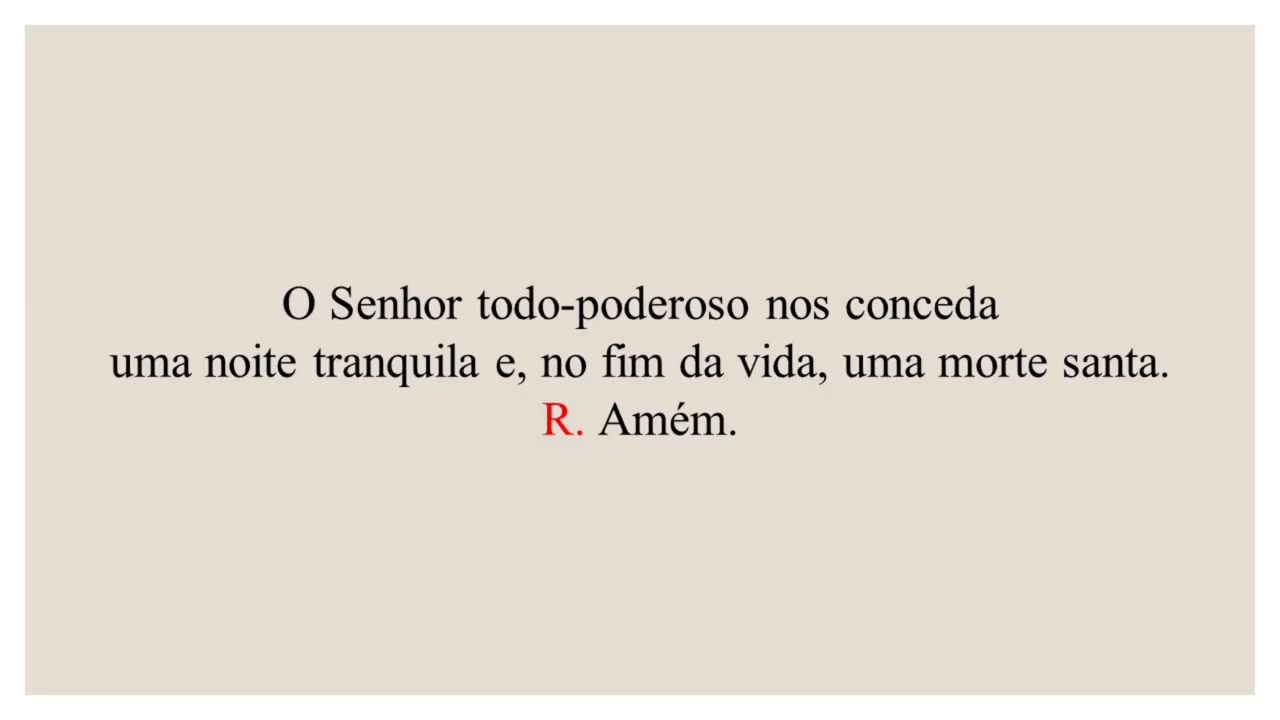 O Senhor todo-poderoso nos conceda
uma noite tranquila e, no fim da vida, uma morte santa.
R. Amém.